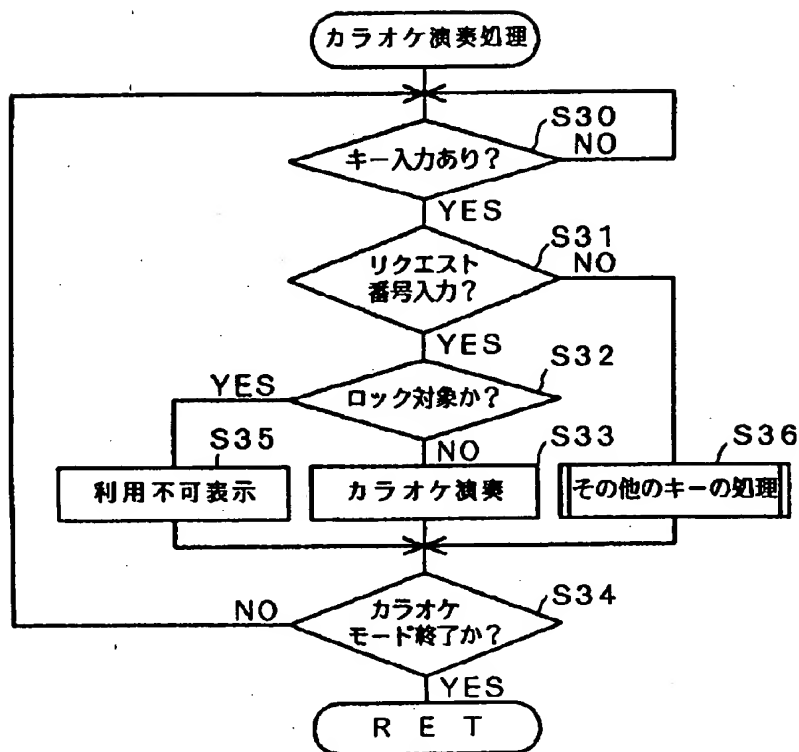 カラオケ演奏処理
S30
キー入力あり?
NO
YES
S31
リクエスト
番号入力?
NO
YES
S32
ロック対象か?
YES
NO
S35
利用不可表示
S33
カラオケ演奏
S36
その他のキーの処理
S34
カラオケ
モード終了か?
NO
YES
RET